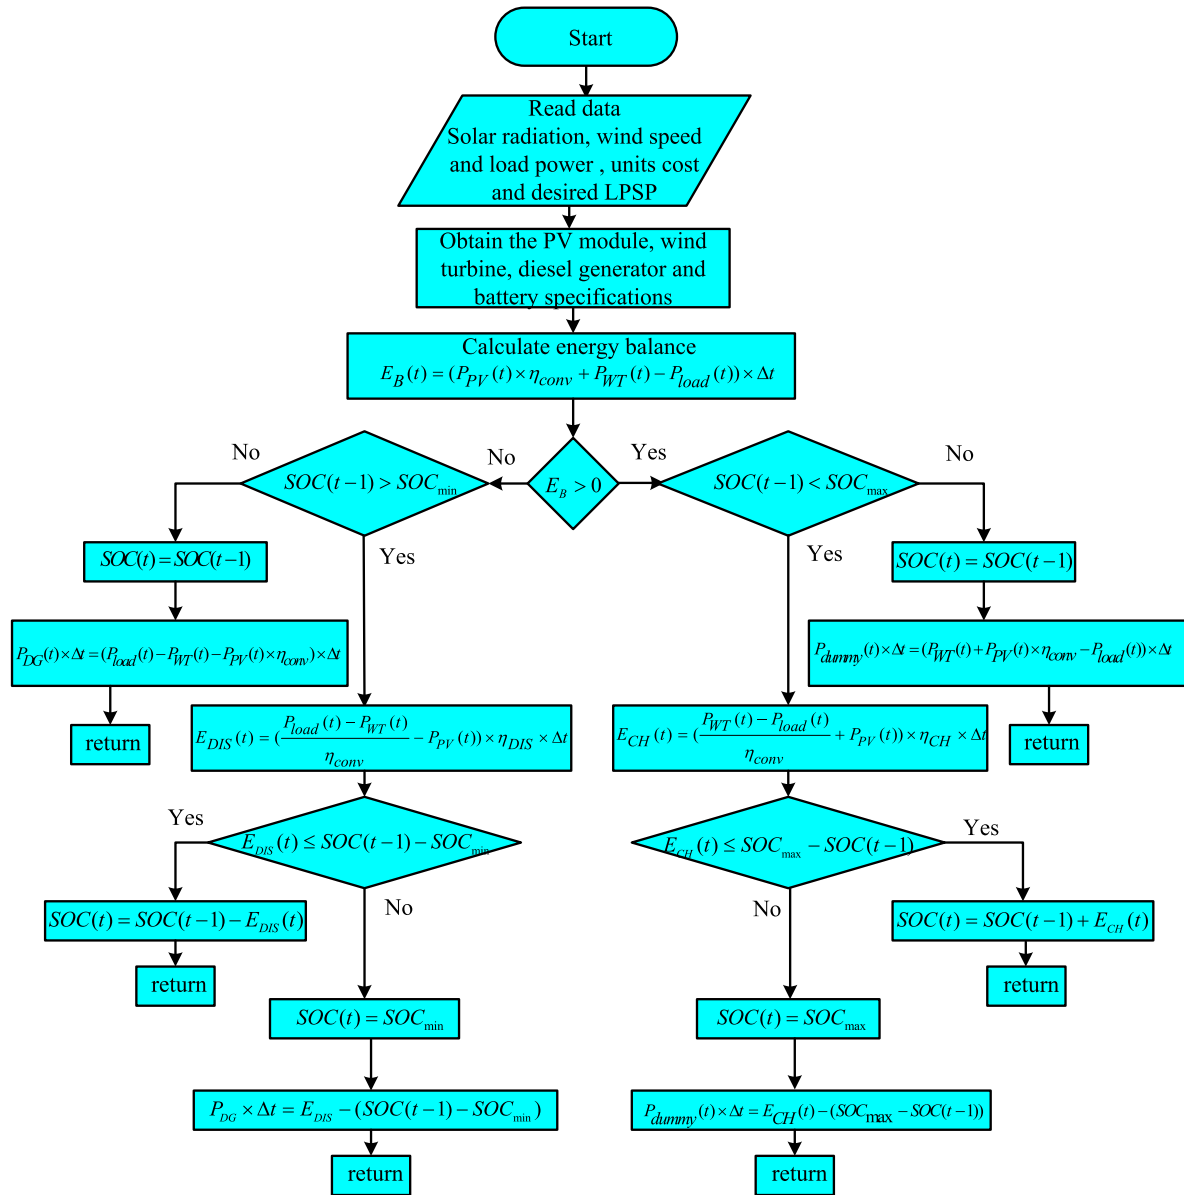 Start
Read data
Solar radiation, wind speed
and load power , units cost
and desired LPSP
Obtain the PV module, wind
turbine, diesel generator and
battery specifications
Calculate energy balance
E_B(t) = (P_PV(t) × η_conv + P_WT(t) − P_load(t)) × Δt
No
No
Yes
No
SOC(t−1) > SOC_min
E_B > 0
SOC(t−1) < SOC_max
Yes
Yes
SOC(t) = SOC(t−1)
SOC(t) = SOC(t−1)
P_DG(t) × Δt = (P_load(t) − P_WT(t) − P_PV(t) × η_conv) × Δt
P_dummy(t) × Δt = (P_WT(t) + P_PV(t) × η_conv − P_load(t)) × Δt
return
return
E_DIS(t) = ((P_load(t) − P_WT(t))/η_conv − P_PV(t)) × η_DIS × Δt
E_CH(t) = ((P_WT(t) − P_load(t))/η_conv + P_PV(t)) × η_CH × Δt
Yes
Yes
E_DIS(t) ≤ SOC(t−1) − SOC_min
E_CH(t) ≤ SOC_max − SOC(t−1)
No
No
SOC(t) = SOC(t−1) − E_DIS(t)
SOC(t) = SOC(t−1) + E_CH(t)
return
return
SOC(t) = SOC_min
SOC(t) = SOC_max
P_DG × Δt = E_DIS − (SOC(t−1) − SOC_min)
P_dummy(t) × Δt = E_CH(t) − (SOC_max − SOC(t−1))
return
return